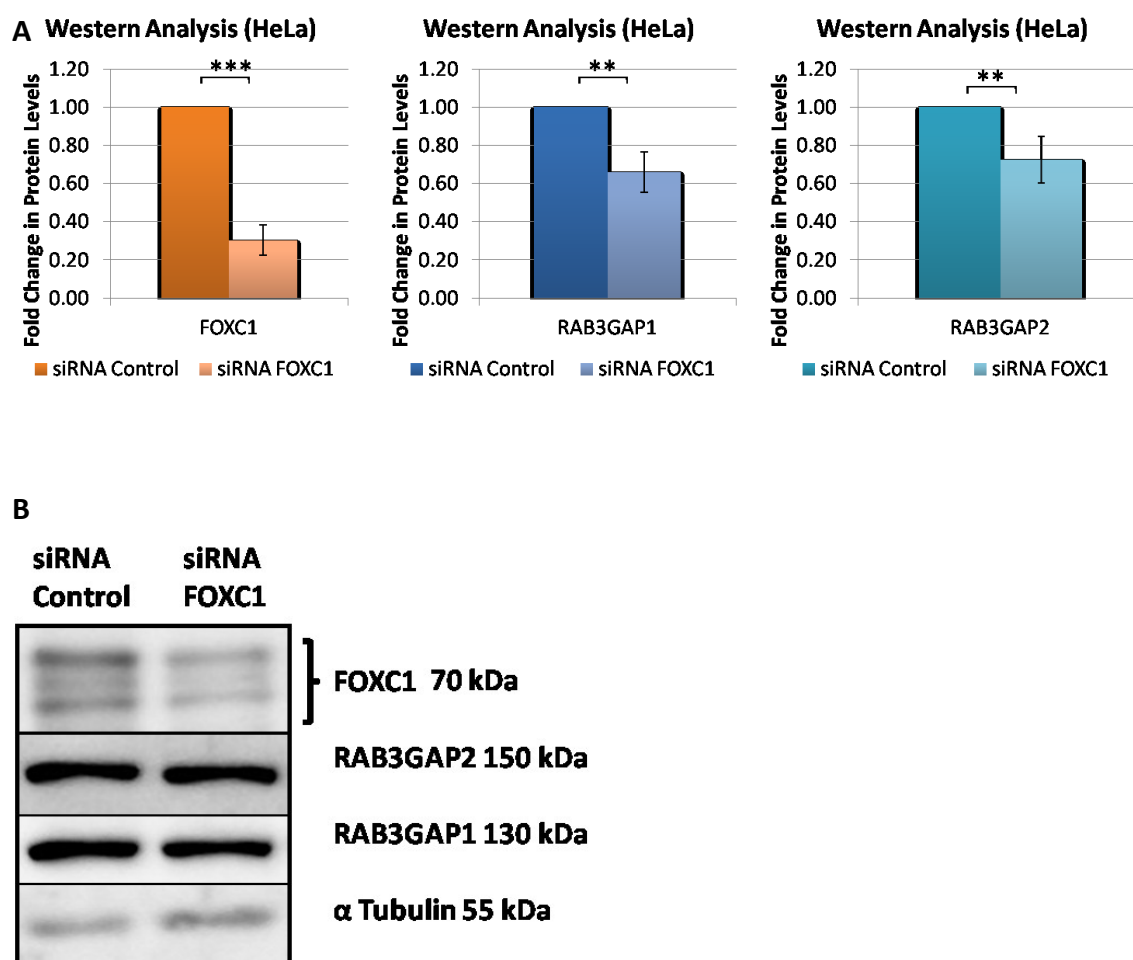 A
Western Analysis (HeLa)
Fold Change in Protein Levels
***
1.20
1.00
0.80
0.60
0.40
0.20
0.00
FOXC1
siRNA Control siRNA FOXC1
Western Analysis (HeLa)
Fold Change in Protein Levels
**
1.20
1.00
0.80
0.60
0.40
0.20
0.00
RAB3GAP1
siRNA Control siRNA FOXC1
Western Analysis (HeLa)
Fold Change in Protein Levels
**
1.20
1.00
0.80
0.60
0.40
0.20
0.00
RAB3GAP2
siRNA Control siRNA FOXC1
B
siRNA
Control
siRNA
FOXC1
FOXC1 70 kDa
RAB3GAP2 150 kDa
RAB3GAP1 130 kDa
α Tubulin 55 kDa